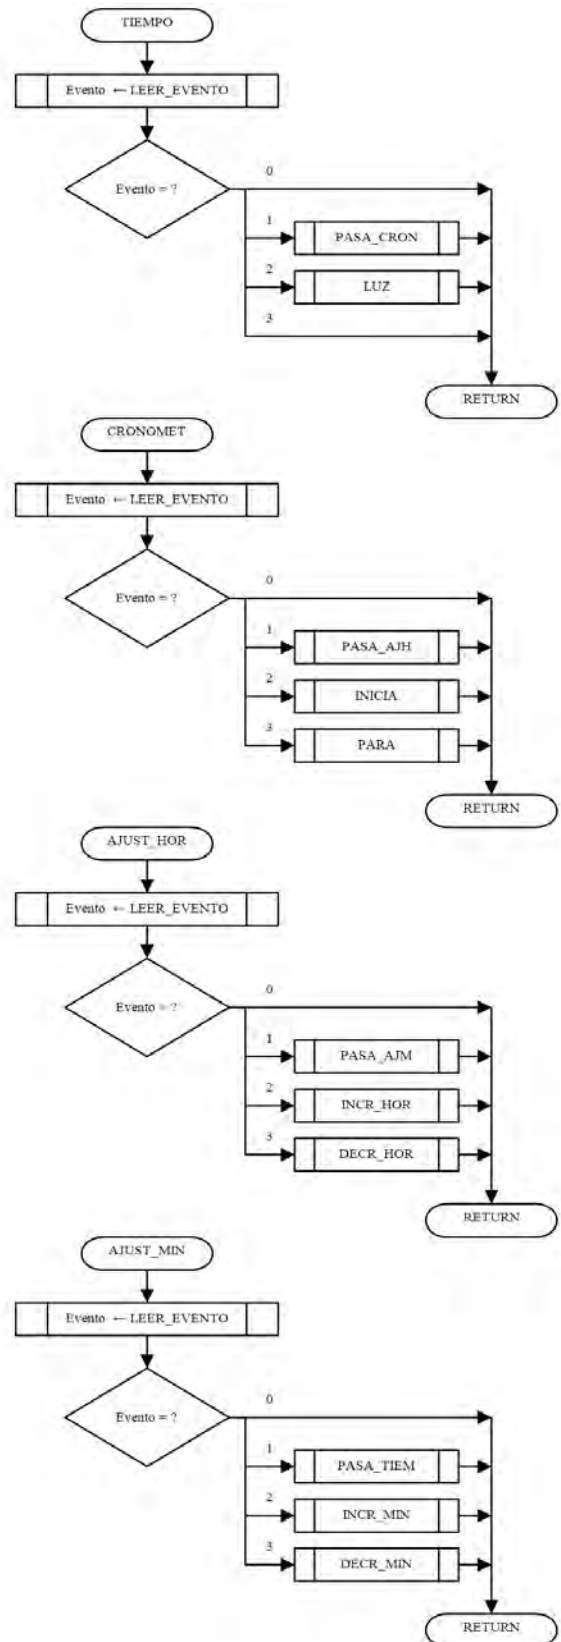 TIEMPO
Evento ← LEER_EVENTO
Evento = ?
0
1
PASA_CRON
2
LUZ
3
RETURN
CRONOMET
Evento ← LEER_EVENTO
Evento = ?
0
1
PASA_AJH
2
INICIA
3
PARA
RETURN
AJUST_HOR
Evento ← LEER_EVENTO
Evento = ?
0
1
PASA_AJM
2
INCR_HOR
3
DECR_HOR
RETURN
AJUST_MIN
Evento ← LEER_EVENTO
Evento = ?
0
1
PASA_TIEM
2
INCR_MIN
3
DECR_MIN
RETURN